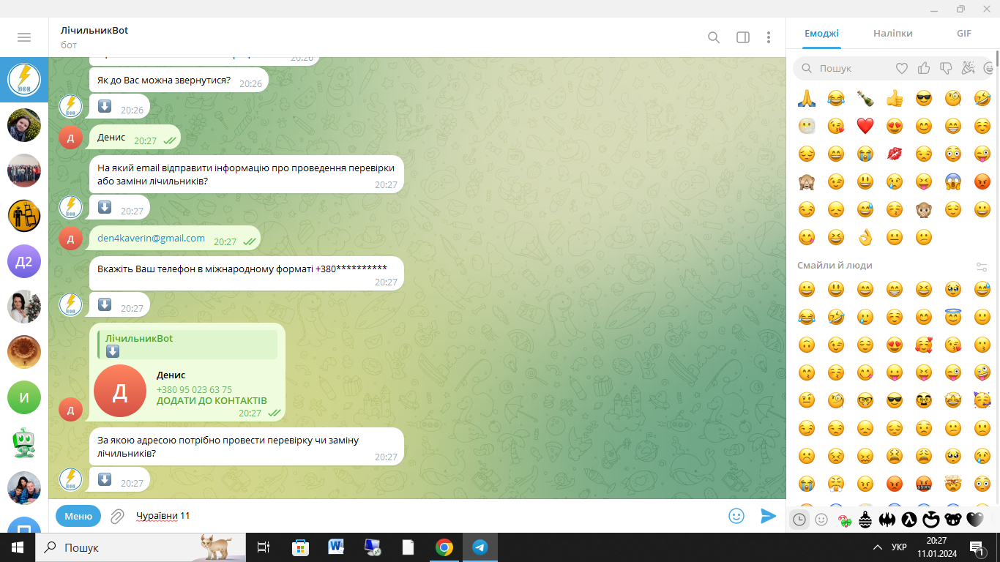 ЛічильникBot
бот
20:26
Як до Вас можна звернутися?
20:26
20:26
Д
Денис
20:27
На який email відправити інформацію про проведення перевірки
або заміни лічильників?
20:27
20:27
Д
den4kaverin@gmail.com
20:27
Вкажіть Ваш телефон в міжнародному форматі +380**********
20:27
20:27
ЛічильникBot
Д
Денис
+380 95 023 63 75
ДОДАТИ ДО КОНТАКТІВ
20:27
Д
За якою адресою потрібно провести перевірку чи заміну
лічильників?
20:27
20:27
Меню
Чураївни 11
Д2
И
Емоджі
Наліпки
GIF
Пошук
Смайли й люди
Пошук
УКР
20:27
11.01.2024
1